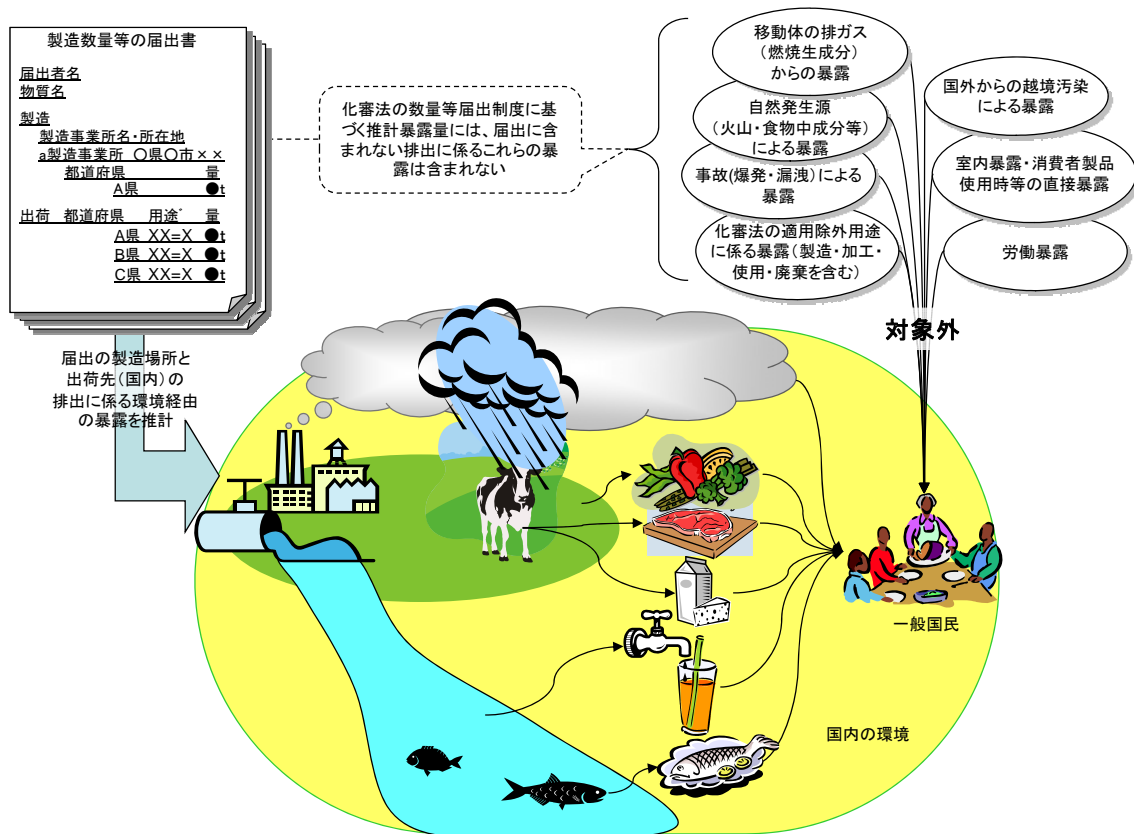 製造数量等の届出書
届出者名
物質名
製造
製造事業所名・所在地
a製造事業所 〇県〇市××
都道府県 量
A県 ●t
出荷 都道府県 用途 量
A県 XX=X ●t
B県 XX=X ●t
C県 XX=X ●t
届出の製造場所と
出荷先(国内)の
排出に係る環境経由
の暴露を推計
化審法の数量等届出制度に基
づく推計暴露量には、届出に含
まれない排出に係るこれらの暴
露は含まれない
移動体の排ガス
(燃焼生成分)
からの暴露
自然発生源
(火山・食物中成分等)
による暴露
事故(爆発・漏洩)による
暴露
化審法の適用除外用途
に係る暴露(製造・加工・
使用・廃棄を含む)
国外からの越境汚染
による暴露
室内暴露・消費者製品
使用時等の直接暴露
労働暴露
対象外
一般国民
国内の環境